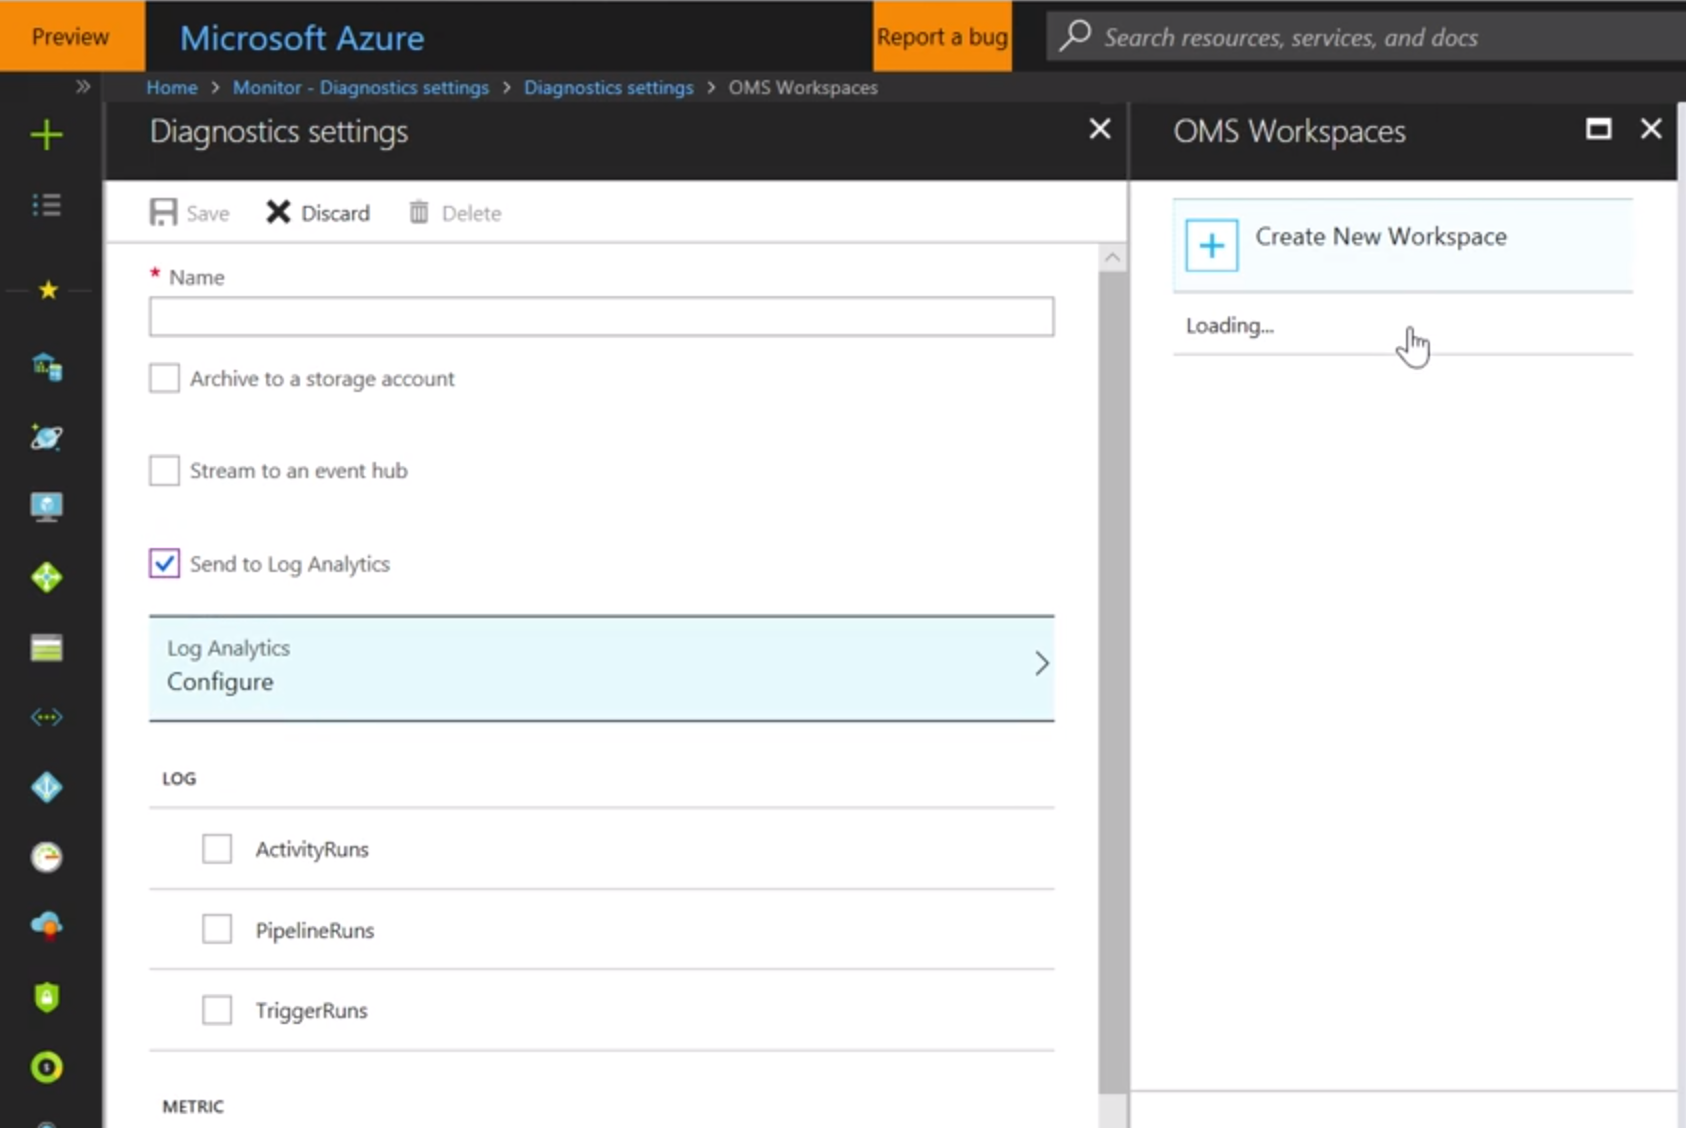 Preview
Microsoft Azure
Report a bug
Search resources, services, and docs
Home > Monitor - Diagnostics settings > Diagnostics settings > OMS Workspaces
Diagnostics settings
Save
Discard
Delete
* Name
Archive to a storage account
Stream to an event hub
Send to Log Analytics
Log Analytics
Configure
LOG
ActivityRuns
PipelineRuns
TriggerRuns
METRIC
OMS Workspaces
Create New Workspace
Loading...